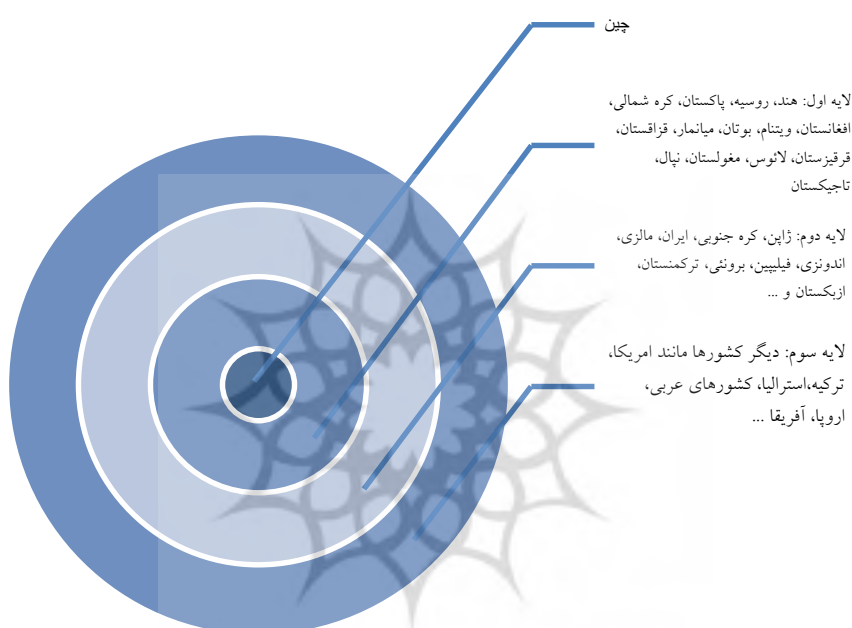 چین
لایه اول: هند، روسیه، پاکستان، کره شمالی،
افغانستان، ویتنام، بوتان، میانمار، قزاقستان،
قرقیزستان، لائوس، مغولستان، نپال،
تاجیکستان
لایه دوم: ژاپن، کره جنوبی، ایران، مالزی،
اندونزی، فیلیپین، برونئی، ترکمنستان،
ازبکستان و ...
لایه سوم: دیگر کشورها مانند امریکا،
ترکیه،استرالیا، کشورهای عربی،
اروپا، آفریقا ...